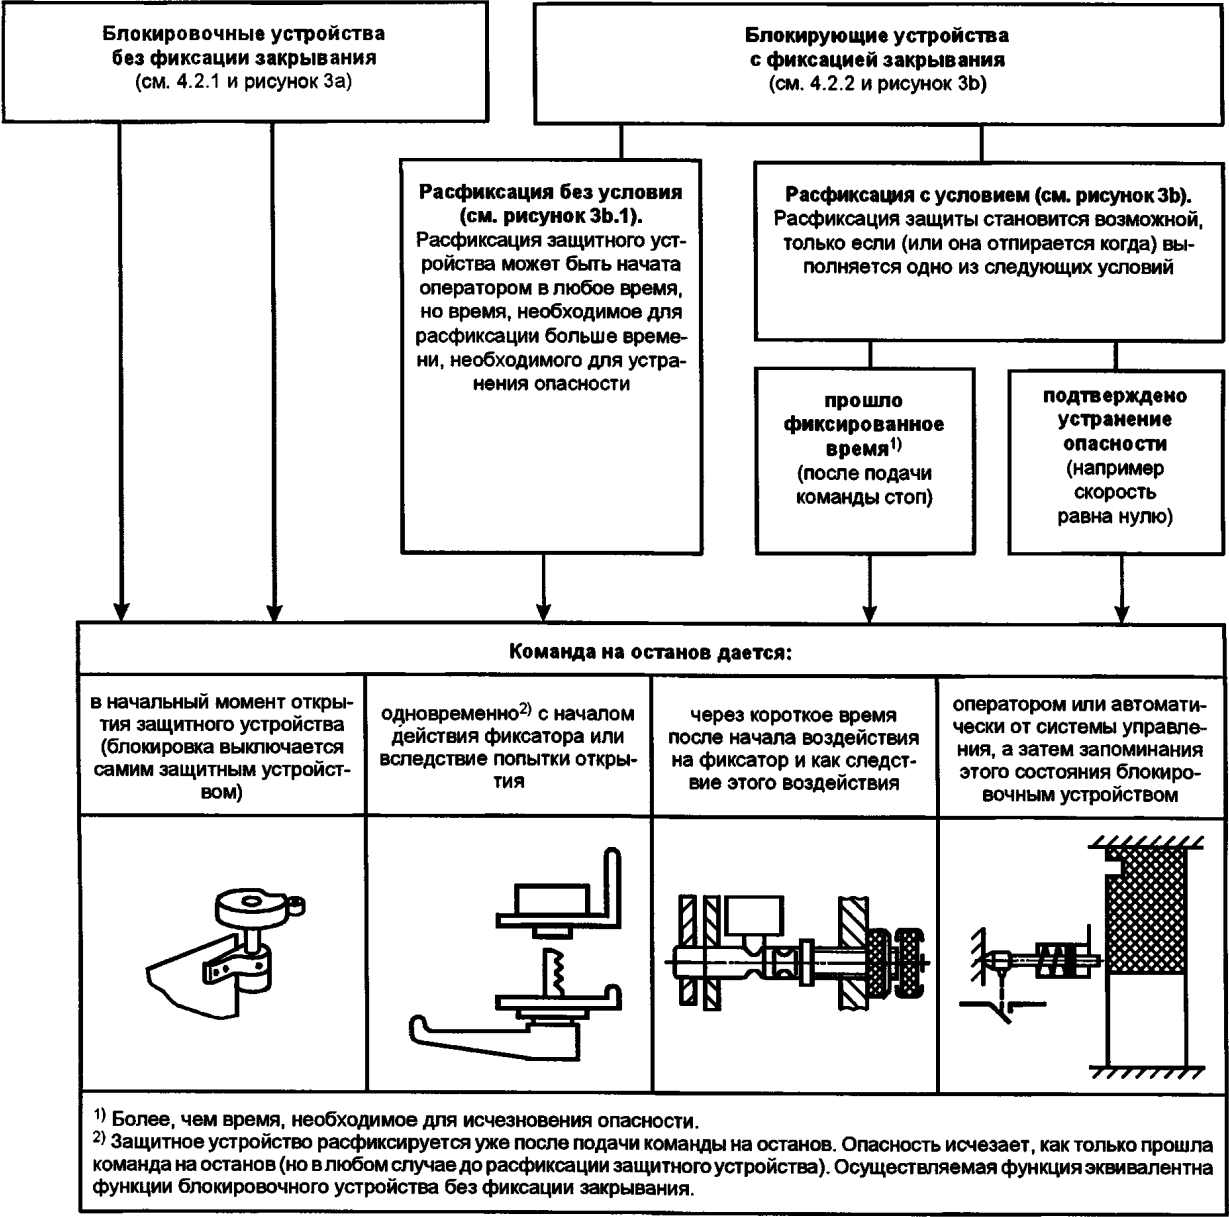 Блокировочные устройства
без фиксации закрывания
(см. 4.2.1 и рисунок 3a)
Блокирующие устройства
с фиксацией закрывания
(см. 4.2.2 и рисунок 3b)
Расфиксация без условия
(см. рисунок 3b.1).
Расфиксация защитного уст-
ройства может быть начата
оператором в любое время,
но время, необходимое для
расфиксации больше време-
ни, необходимого для устра-
нения опасности
Расфиксация с условием (см. рисунок 3b).
Расфиксация защиты становится возможной,
только если (или она отпирается когда) вы-
полняется одно из следующих условий
прошло
фиксированное
время1)
(после подачи
команды стоп)
подтверждено
устранение
опасности
(например
скорость
равна нулю)
Команда на останов дается:
в начальный момент откры-
тия защитного устройства
(блокировка выключается
самим защитным устройст-
вом)
одновременно2) с началом
действия фиксатора или
вследствие попытки откры-
тия
через короткое время
после начала воздействия
на фиксатор и как следст-
вие этого воздействия
оператором или автомати-
чески от системы управле-
ния, а затем запоминания
этого состояния блокиро-
вочным устройством
1) Более, чем время, необходимое для исчезновения опасности.
2) Защитное устройство расфиксируется уже после подачи команды на останов. Опасность исчезает, как только прошла
команда на останов (но в любом случае до расфиксации защитного устройства). Осуществляемая функция эквивалентна
функции блокировочного устройства без фиксации закрывания.